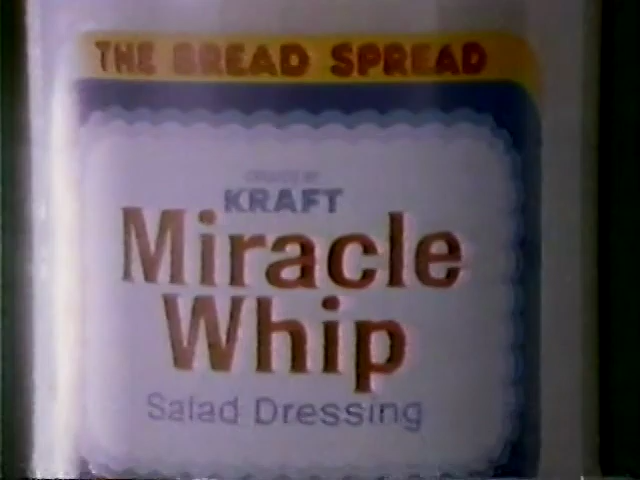 THE BREAD SPREAD
KRAFT
Miracle
Whip
Salad Dressing